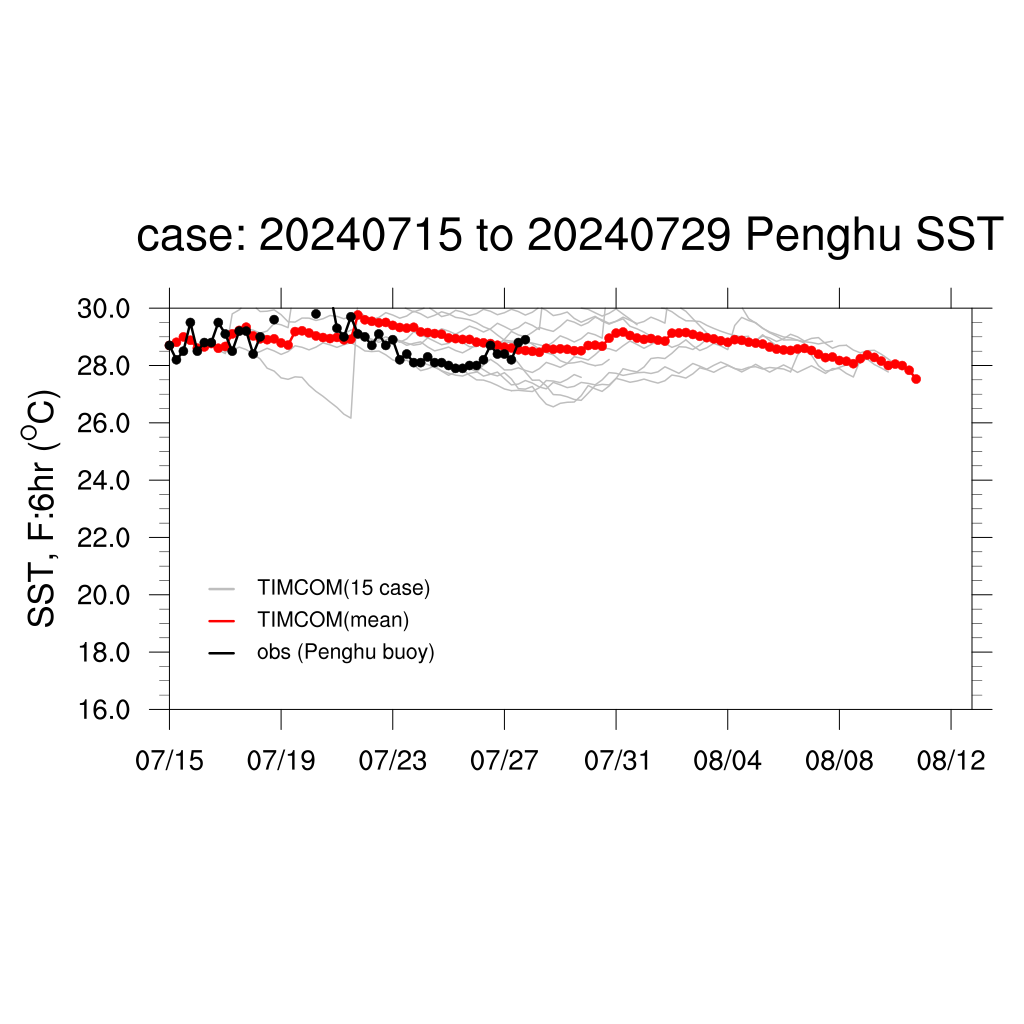 case: 20240715 to 20240729 Penghu SST
SST, F:6hr (°C)
30.0
28.0
26.0
24.0
22.0
20.0
18.0
16.0
TIMCOM(15 case)
TIMCOM(mean)
obs (Penghu buoy)
07/15 07/19 07/23 07/27 07/31 08/04 08/08 08/12